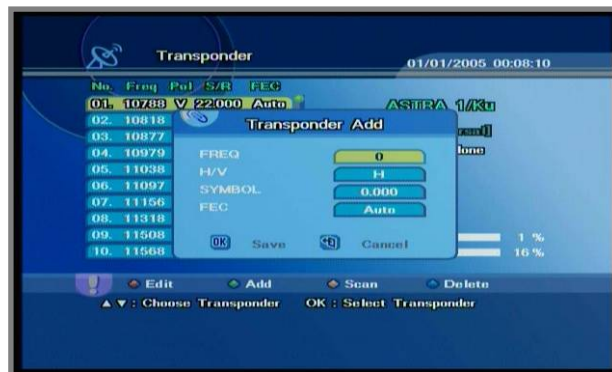 Transponder
01/01/2005 00:08:10
No. Freq Pol S/R FEC
01. 10788 V 22.000 Auto
ASTRA 1/Ku
02. 10818
Transponder Add
03. 10877
04. 10979
FREQ 0
05. 11038
H/V H
06. 11097
SYMBOL 0.000
07. 11156
FEC Auto
08. 11318
09. 11508
1 %
OK Save Cancel
10. 11568
16 %
Edit Add Scan Delete
▲ ▼ : Choose Transponder OK : Select Transponder